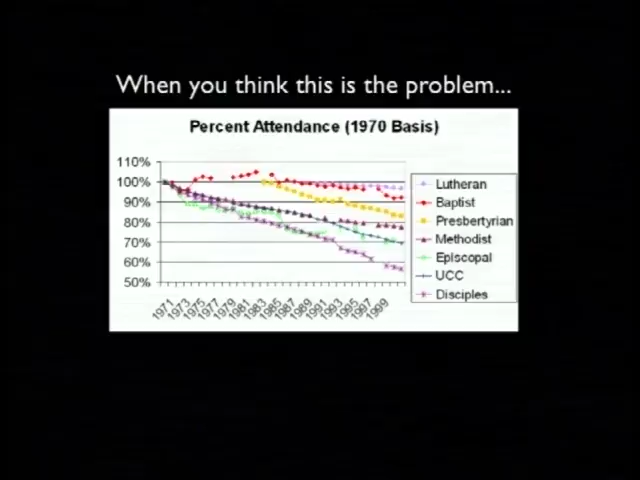 When you think this is the problem...
Percent Attendance (1970 Basis)
110%
100%
90%
80%
70%
60%
50%
1971
1973
1975
1977
1979
1981
1983
1985
1987
1989
1991
1993
1995
1997
1999
Lutheran
Baptist
Presbertyrian
Methodist
Episcopal
UCC
Disciples